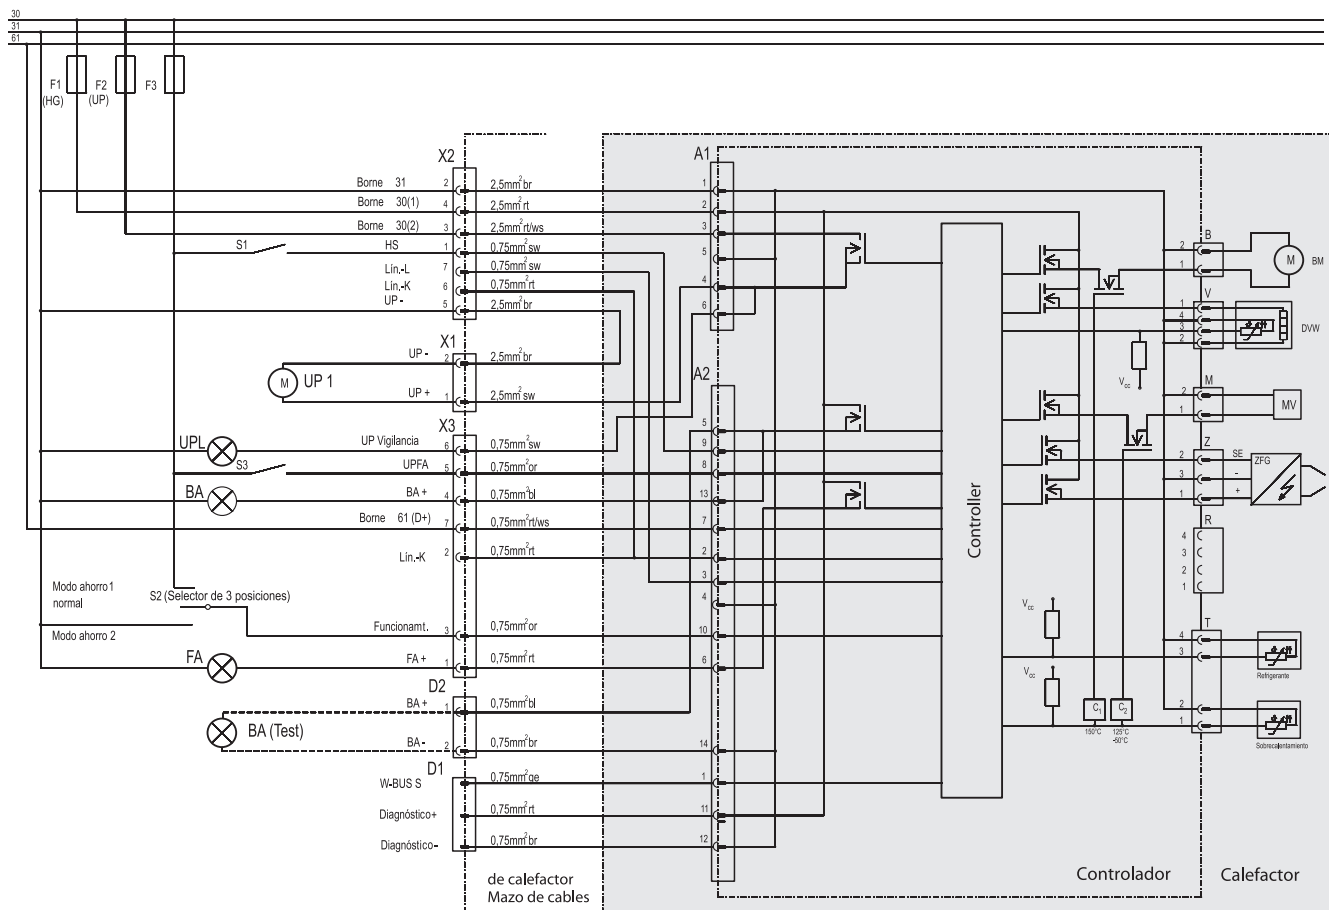 30
31
61
F1
(HG)
F2
(UP)
F3
X2
A1
Borne 31 2 2,5mm² br 1
Borne 30(1) 4 2,5mm² rt 2
Borne 30(2) 3 2,5mm² rt/ws 3
S1 HS 1 0,75mm² sw 5
Lín.-L 7 0,75mm² sw
Lín.-K 6 0,75mm² rt 4
UP - 5 2,5mm² br 6
X1
UP - 2 2,5mm² br
M UP 1
UP + 1 2,5mm² sw
A2
X3
5
UPL UP Vigilancia 6 0,75mm² sw 9
S3 UPFA 5 0,75mm² or 8
BA BA + 4 0,75mm² bl 13
Borne 61 (D+) 7 0,75mm² rt/ws 7
Lín.-K 2 0,75mm² rt 2
3
4
Modo ahorro 1
normal
S2 (Selector de 3 posiciones)
Modo ahorro 2
Funcionamt. 3 0,75mm² or 10
FA FA + 1 0,75mm² rt 6
D2
BA + 1 0,75mm² bl
BA (Test)
BA - 2 0,75mm² br 14
D1
W-BUS S 0,75mm² ge 1
Diagnóstico+ 0,75mm² rt 11
Diagnóstico- 0,75mm² br 12
de calefactor
Mazo de cables
Controller
B
2
1
M
BM
V
1
4
3
2
DVW
Vcc
M
2
1
MV
Z
2 SE
3 -
1 +
ZFG
R
4
3
2
1
Vcc
T
4
3
Refrigerante
Vcc
C1
150°C
C2
125°C
-50°C
2
1
Sobrecalentamiento
Controlador
Calefactor